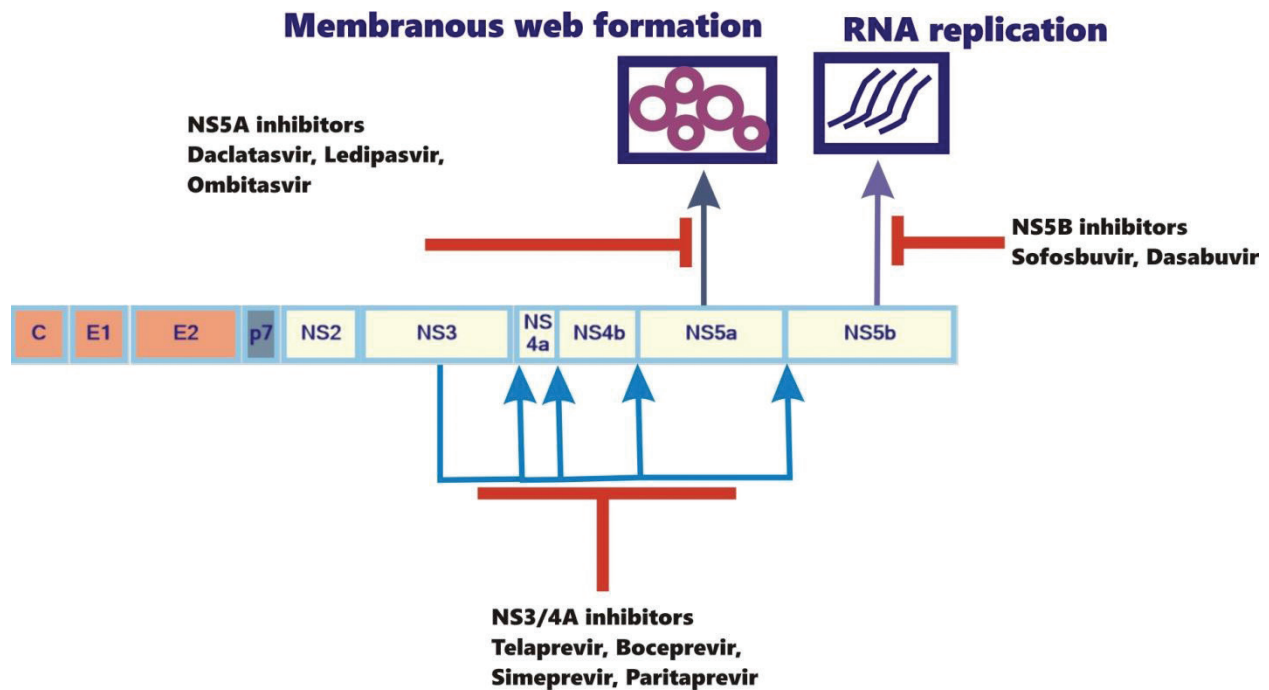 Membranous web formation
RNA replication
NS5A inhibitors
Daclatasvir, Ledipasvir,
Ombitasvir
NS5B inhibitors
Sofosbuvir, Dasabuvir
C
E1
E2
p7
NS2
NS3
NS
4a
NS4b
NS5a
NS5b
NS3/4A inhibitors
Telaprevir, Boceprevir,
Simeprevir, Paritaprevir